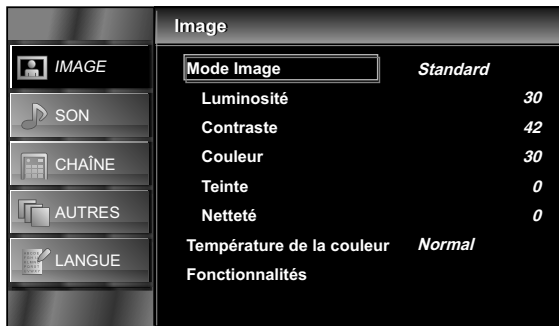 Image
IMAGE
SON
CHAÎNE
AUTRES
LANGUE
Mode Image Standard
Luminosité 30
Contraste 42
Couleur 30
Teinte 0
Netteté 0
Température de la couleur Normal
Fonctionnalités